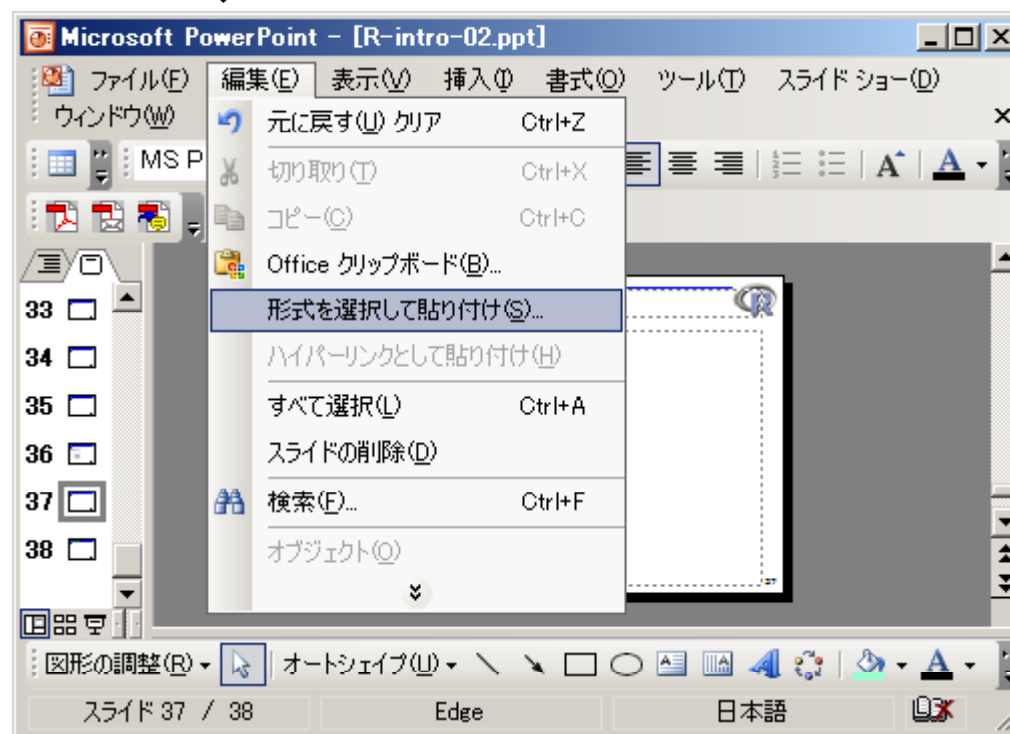 Microsoft PowerPoint - [R-intro-02.ppt]
ファイル(F) 編集(E) 表示(V) 挿入(I) 書式(O) ツール(T) スライド ショー(D)
ウィンドウ(W)
元に戻す(U) クリア Ctrl+Z
MS P
切り取り(T) Ctrl+X
コピー(C) Ctrl+C
Office クリップボード(B)...
形式を選択して貼り付け(S)...
33
ハイパーリンクとして貼り付け(H)
34
すべて選択(L) Ctrl+A
35
スライドの削除(D)
36
検索(F)... Ctrl+F
37
オブジェクト(O)
38
R
37
図形の調整(R) オートシェイプ(U)
スライド 37 / 38 Edge 日本語